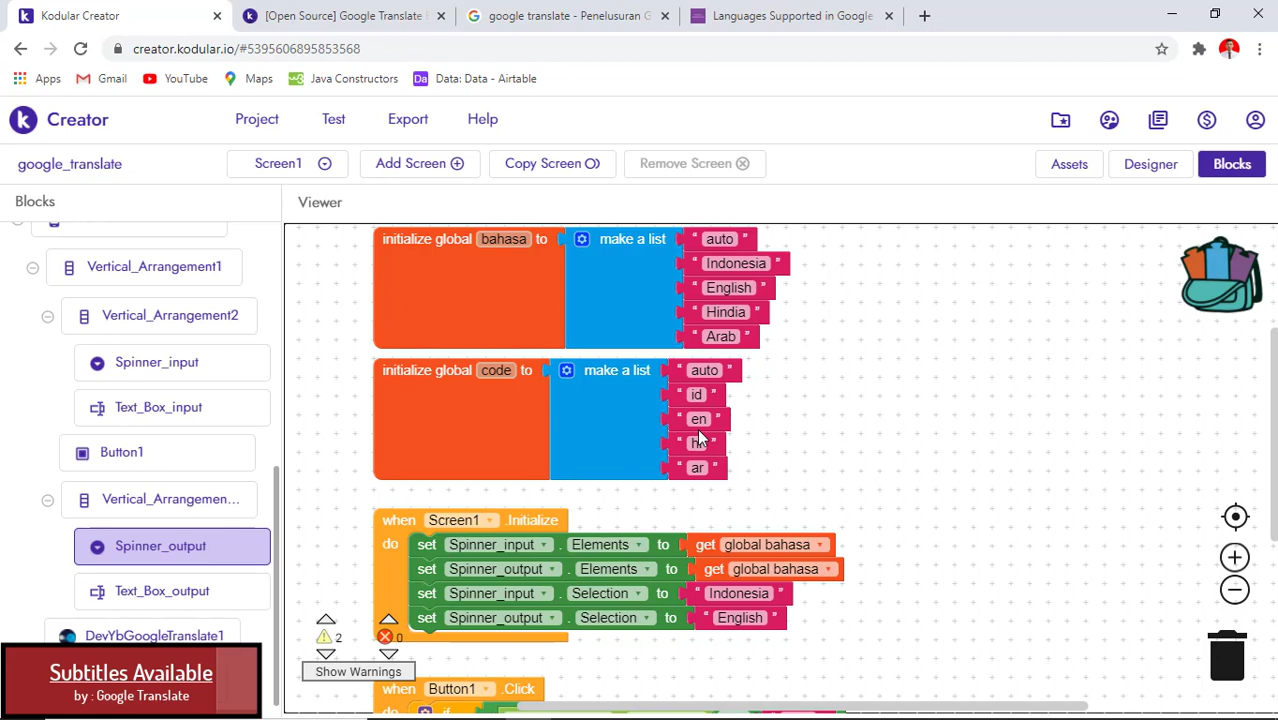 Kodular Creator
[Open Source] Google Translate E
google translate - Penelusuran G
Languages Supported in Google
creator.kodular.io/#5395606895853568
Apps
Gmail
YouTube
Maps
Java Constructors
Data: Data - Airtable
Creator
Project
Test
Export
Help
google_translate
Screen1
Add Screen
Copy Screen
Remove Screen
Assets
Designer
Blocks
Blocks
Viewer
Vertical_Arrangement1
Vertical_Arrangement2
Spinner_input
Text_Box_input
Button1
Vertical_Arrangemen...
Spinner_output
Text_Box_output
DevYbGoogleTranslate1
initialize global bahasa to make a list " auto "
" Indonesia "
" English "
" Hindia "
" Arab "
initialize global code to make a list " auto "
" id "
" en "
" ar "
when Screen1 .Initialize
do set Spinner_input . Elements to get global bahasa
set Spinner_output . Elements to get global bahasa
set Spinner_input . Selection to " Indonesia "
set Spinner_output . Selection to " English "
2
0
Show Warnings
when Button1 .Click
do if
Subtitles Available
by : Google Translate